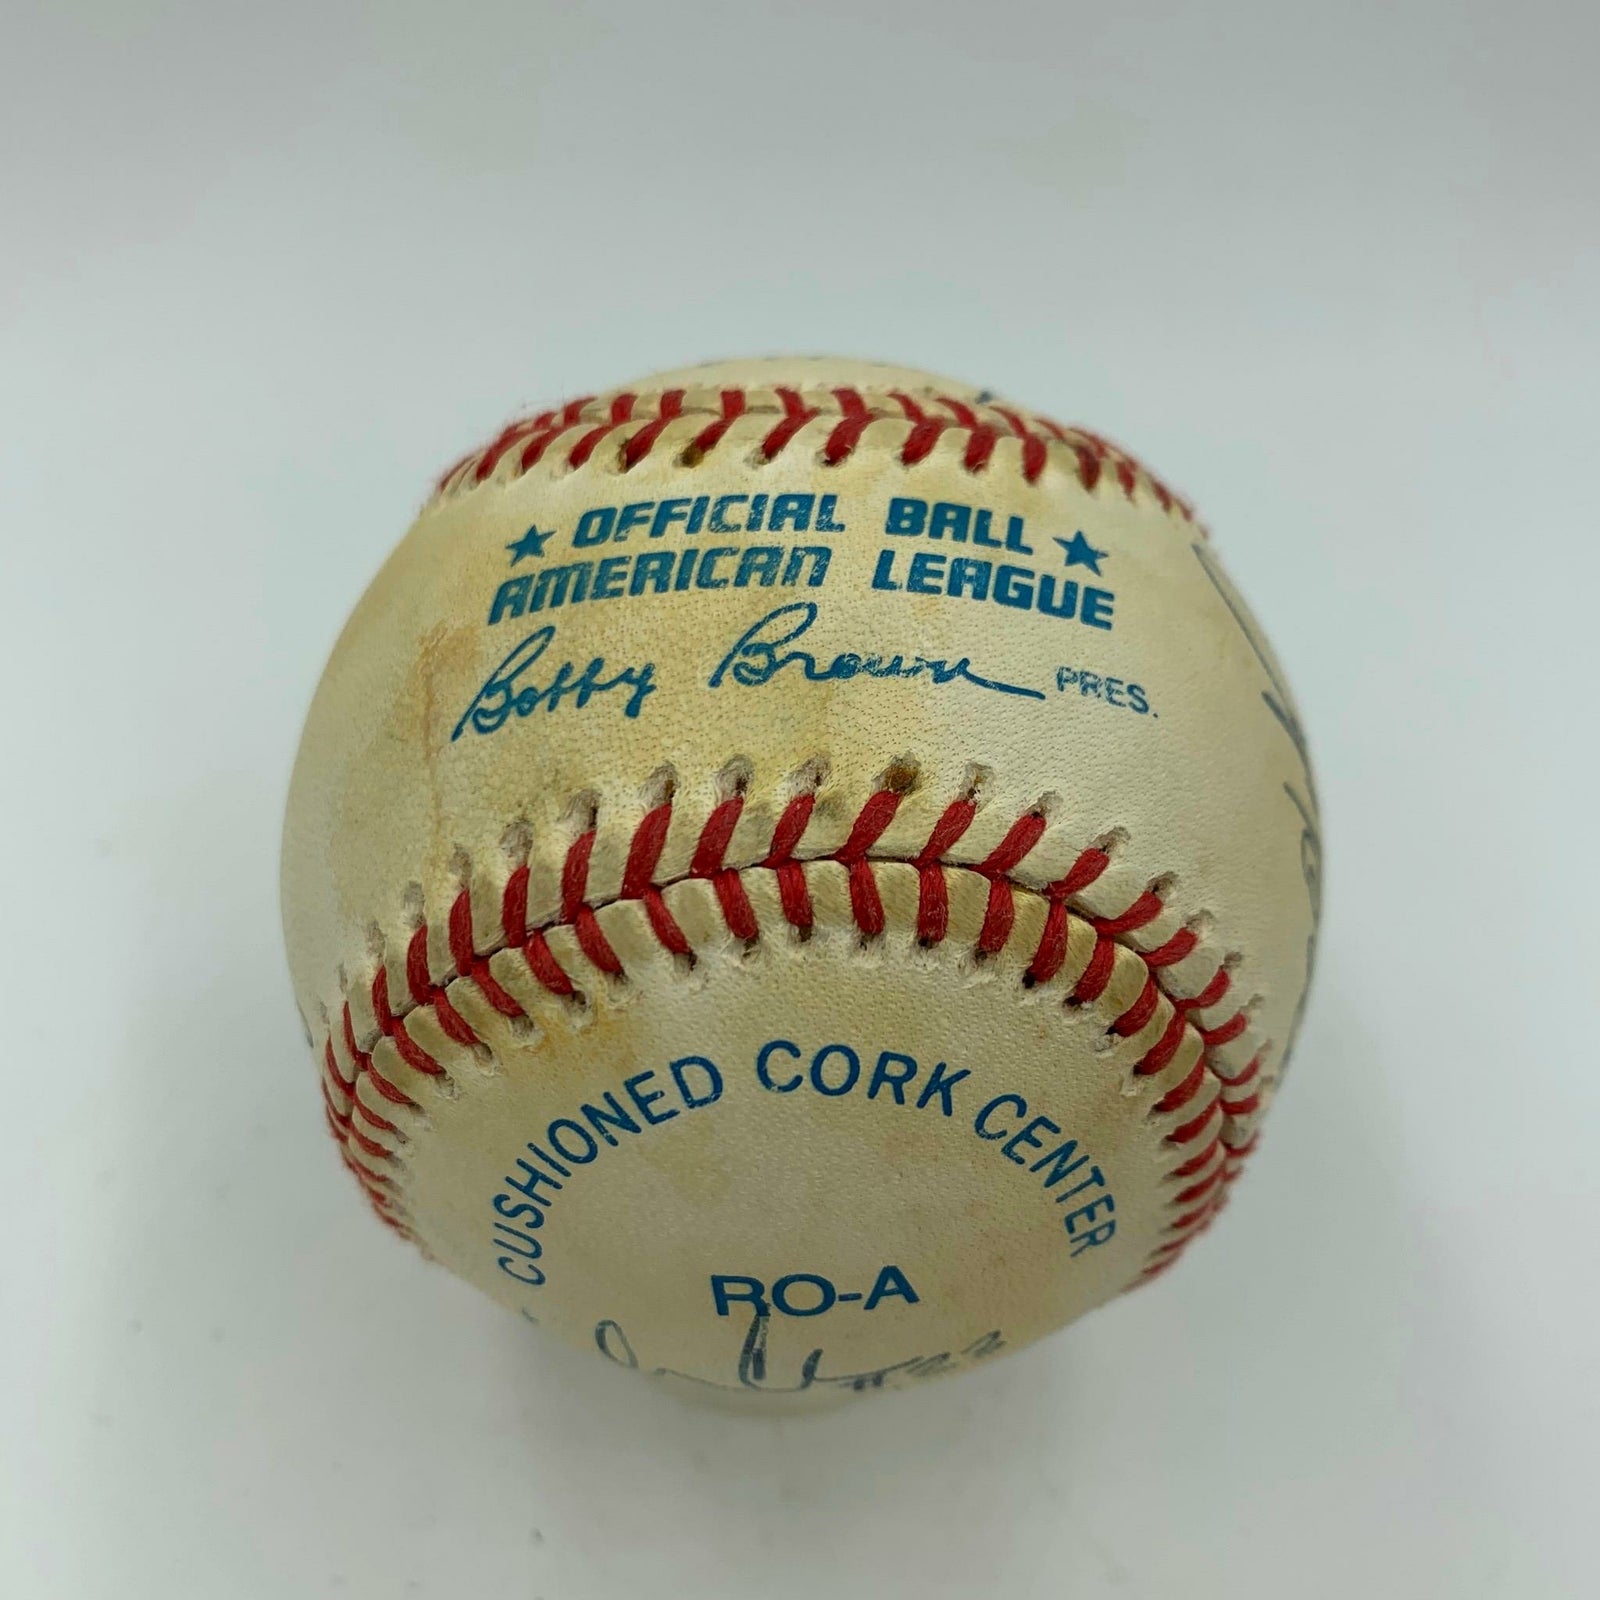 ★ OFFICIAL BALL ★
AMERICAN LEAGUE
Bobby Brown PRES.
CUSHIONED CORK CENTER
RO-A